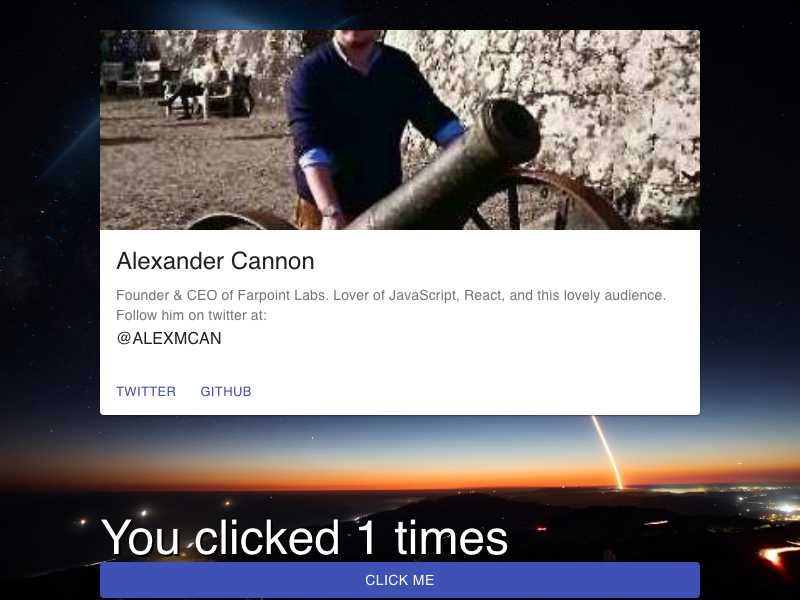 Alexander Cannon
Founder & CEO of Farpoint Labs. Lover of JavaScript, React, and this lovely audience.
Follow him on twitter at:
@ALEXMCAN
TWITTER GITHUB
You clicked 1 times
CLICK ME